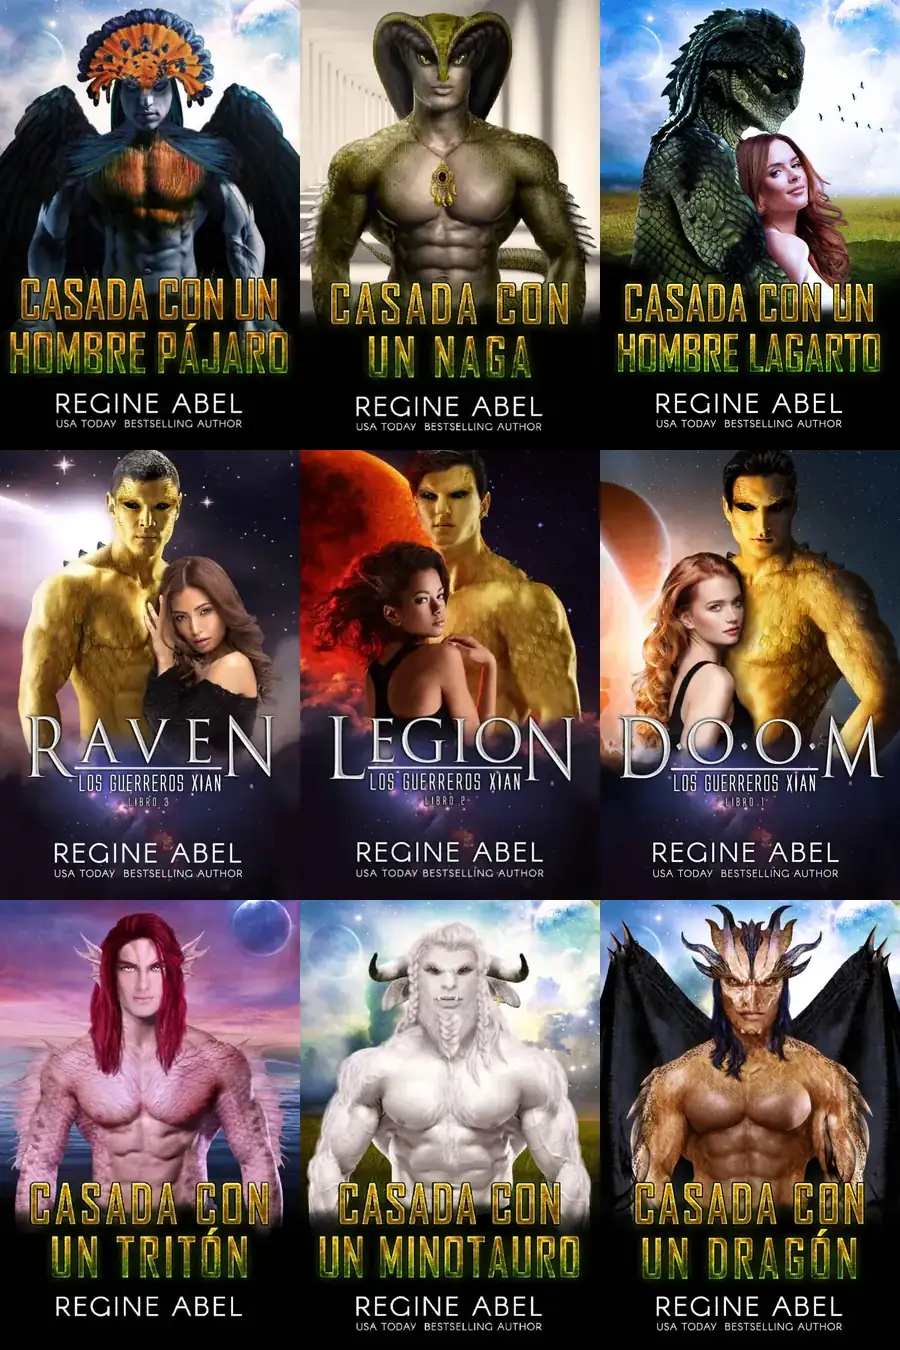 CASADA CON UN
HOMBRE PÁJARO
REGINE ABEL
USA TODAY BESTSELLING AUTHOR
CASADA CON
UN NAGA
REGINE ABEL
USA TODAY BESTSELLING AUTHOR
CASADA CON UN
HOMBRE LAGARTO
REGINE ABEL
USA TODAY BESTSELLING AUTHOR
RAVEN
LOS GUERREROS XIAN
LIBRO 3
REGINE ABEL
USA TODAY BESTSELLING AUTHOR
LEGION
LOS GUERREROS XIAN
LIBRO 2
REGINE ABEL
USA TODAY BESTSELLING AUTHOR
D·O·O·M
LOS GUERREROS XIAN
LIBRO 1
REGINE ABEL
USA TODAY BESTSELLING AUTHOR
CASADA CON
UN TRITÓN
REGINE ABEL
CASADA CON
UN MINOTAURO
REGINE ABEL
USA TODAY BESTSELLING AUTHOR
CASADA CON
UN DRAGÓN
REGINE ABEL
USA TODAY BESTSELLING AUTHOR